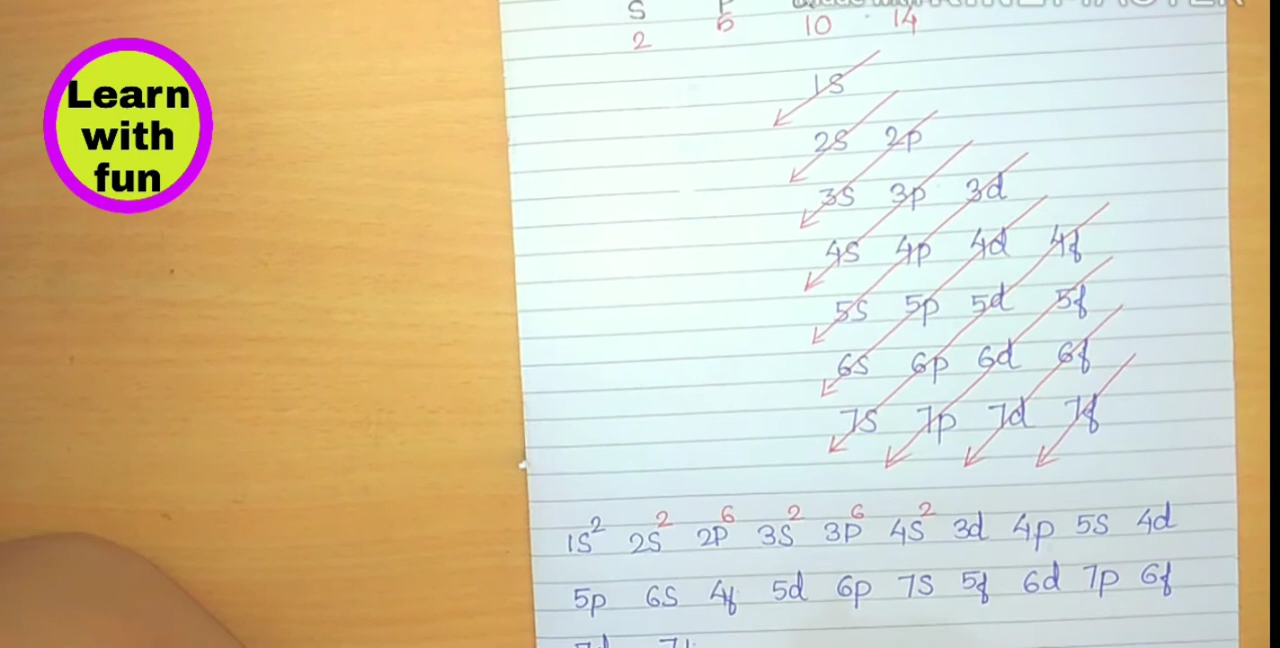 Learn
with
fun
S P
2 6 10 14
1S
2S 2p
3S 3p 3d
4S 4p 4d 4f
5S 5p 5d 5f
6S 6p 6d 6f
7S 7p 7d 7f
1S² 2S² 2P⁶ 3S² 3P⁶ 4S² 3d 4p 5S 4d
5p 6S 4f 5d 6p 7S 5f 6d 7p 6f